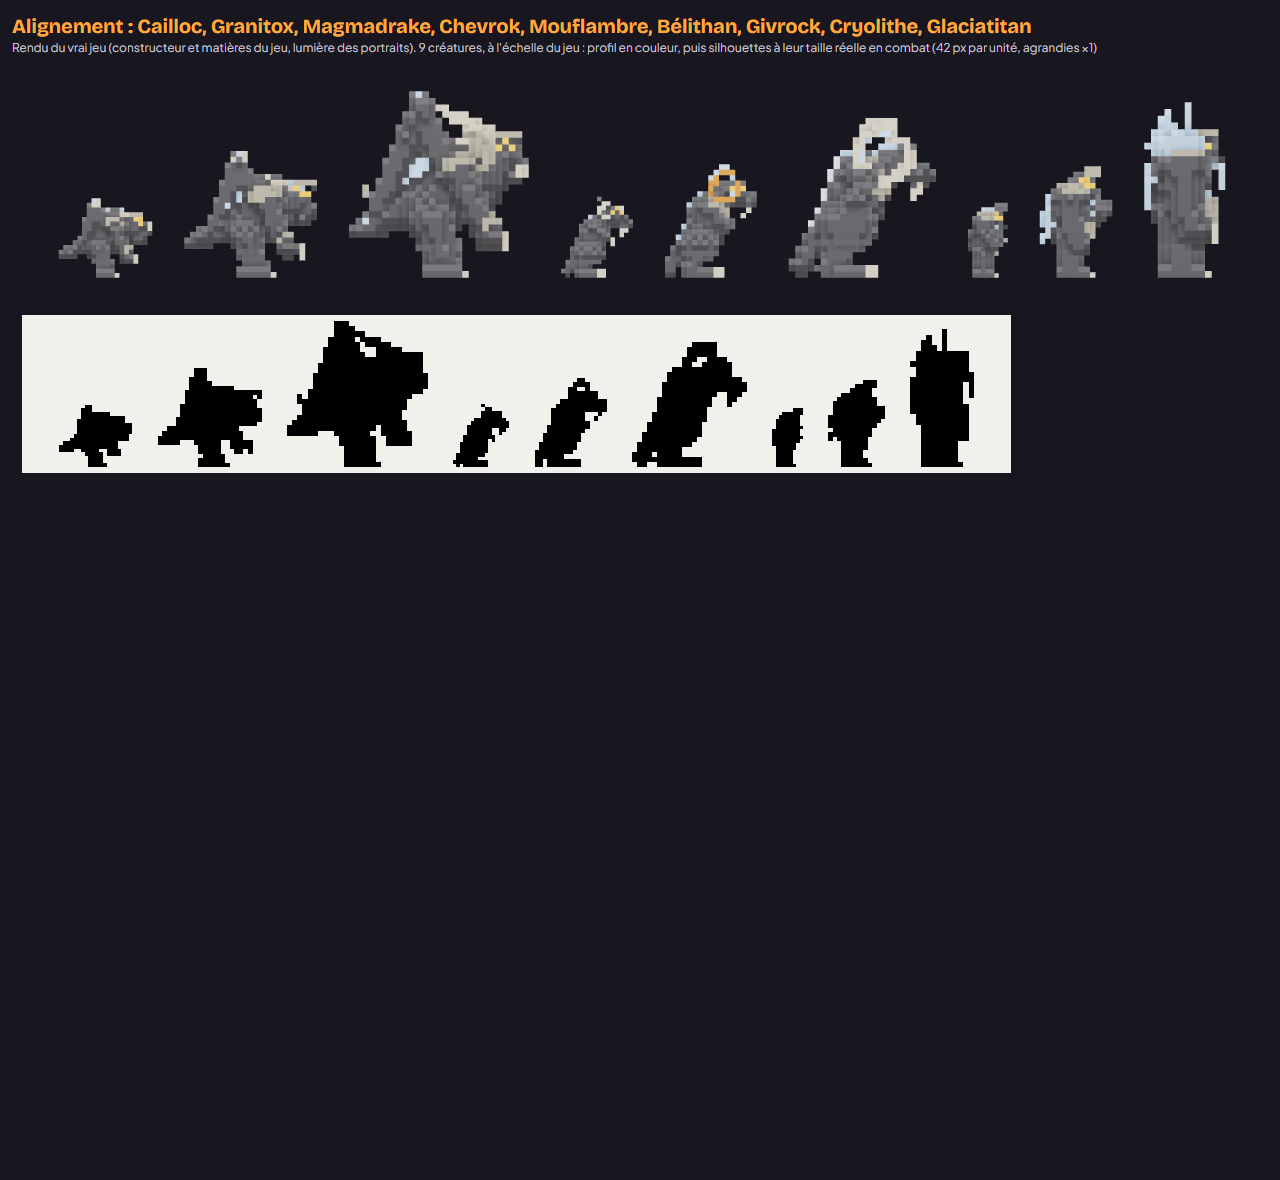 Alignement : Cailloc, Granitox, Magmadrake, Chevrok, Mouflambre, Bélithan, Givrock, Cryolithe, Glaciatitan
Rendu du vrai jeu (constructeur et matières du jeu, lumière des portraits). 9 créatures, à l'échelle du jeu : profil en couleur, puis silhouettes à leur taille réelle en combat (42 px par unité, agrandies ×1)